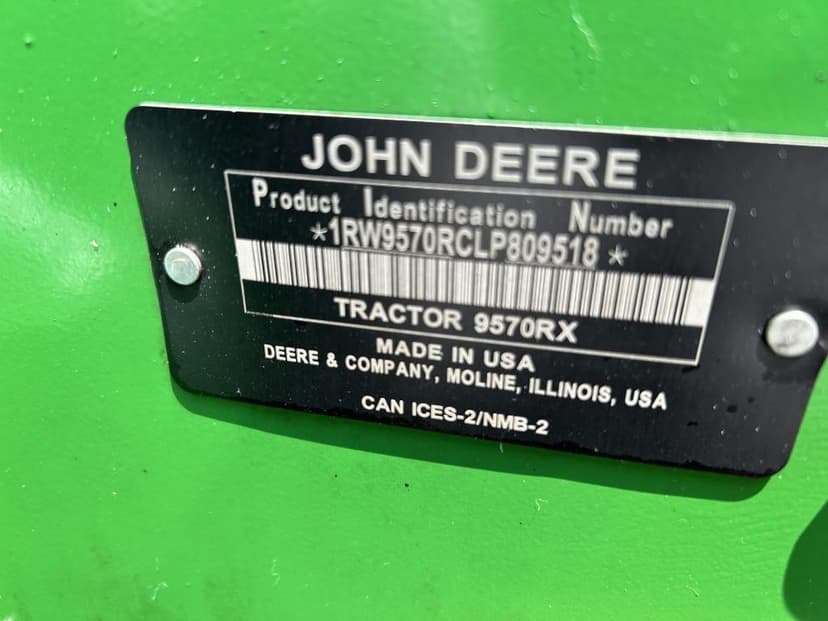 JOHN DEERE
Product Identification Number
*1RW9570RCLP809518*
TRACTOR 9570RX
MADE IN USA
DEERE & COMPANY, MOLINE, ILLINOIS, USA
CAN ICES-2/NMB-2